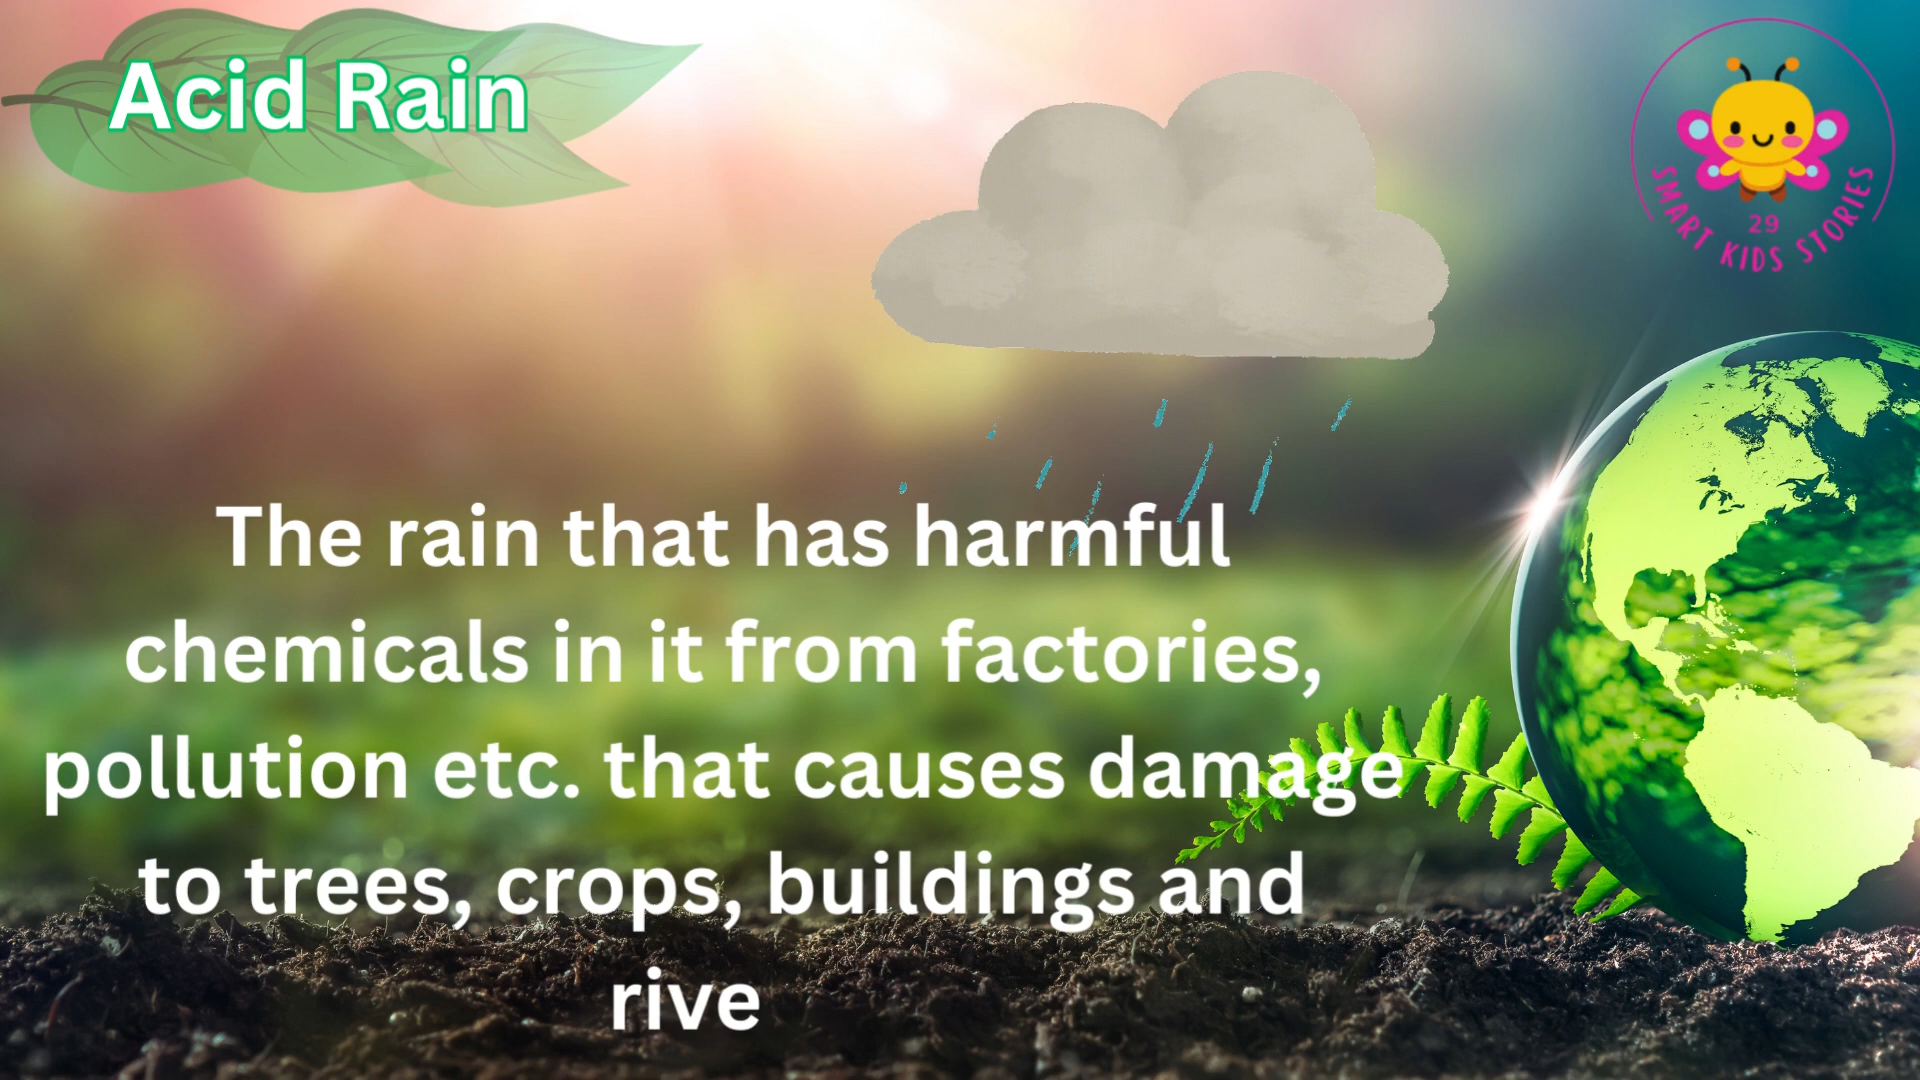 Acid Rain
29
SMART KIDS STORIES
The rain that has harmful
chemicals in it from factories,
pollution etc. that causes damage
to trees, crops, buildings and
rive